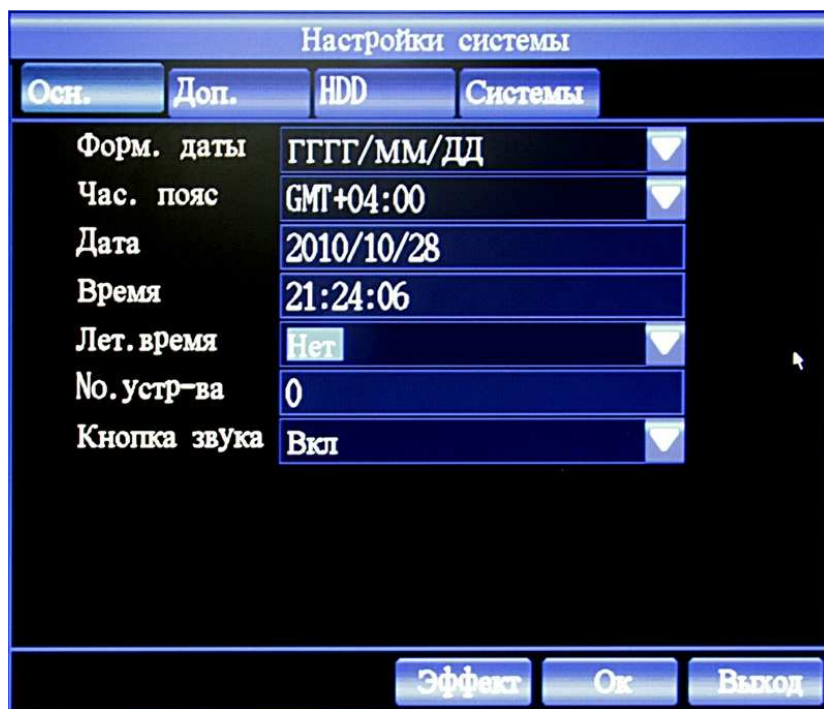 Настройки системы
Осн. Доп. HDD Системы
Форм. даты ГГГГ/ММ/ДД
Час. пояс GMT+04:00
Дата 2010/10/28
Время 21:24:06
Лет.время Нет
No.устр-ва 0
Кнопка звука Вкл
Эффект Ок Выход